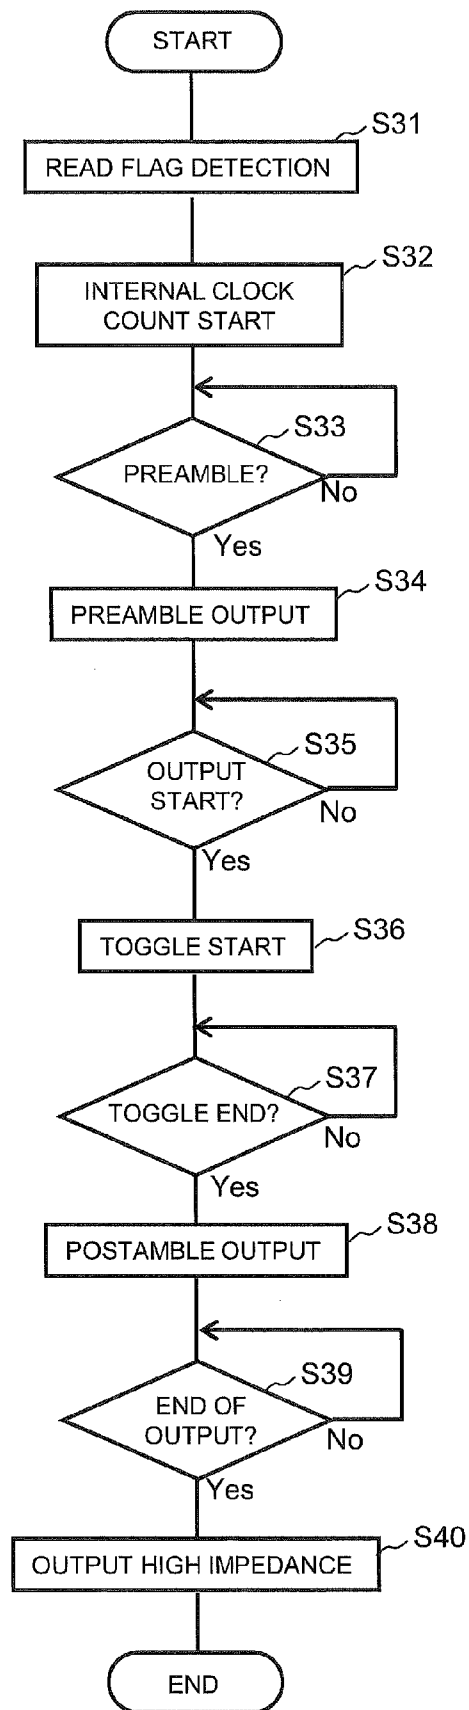 START
S31
READ FLAG DETECTION
S32
INTERNAL CLOCK
COUNT START
S33
PREAMBLE?
No
Yes
S34
PREAMBLE OUTPUT
S35
OUTPUT
START?
No
Yes
S36
TOGGLE START
S37
TOGGLE END?
No
Yes
S38
POSTAMBLE OUTPUT
S39
END OF
OUTPUT?
No
Yes
S40
OUTPUT HIGH IMPEDANCE
END